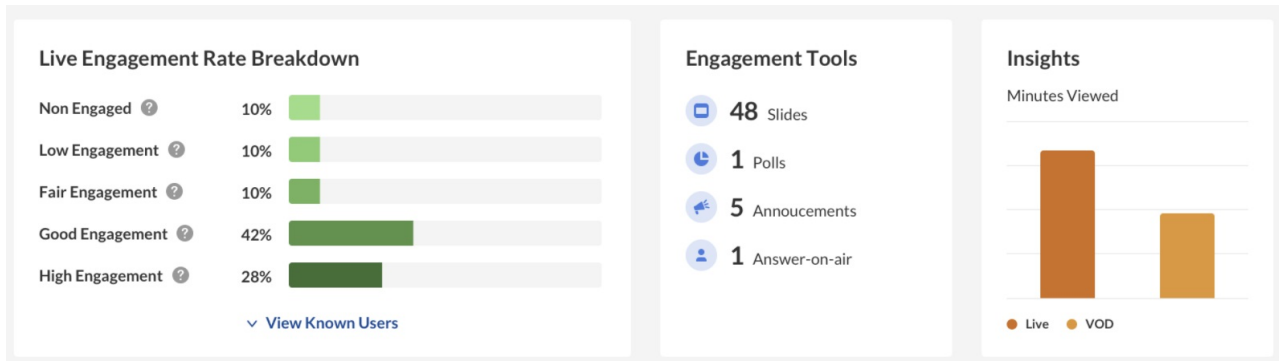 Live Engagement Rate Breakdown
Non Engaged ? 10%
Low Engagement ? 10%
Fair Engagement ? 10%
Good Engagement ? 42%
High Engagement ? 28%
View Known Users
Engagement Tools
48 Slides
1 Polls
5 Annoucements
1 Answer-on-air
Insights
Minutes Viewed
Live VOD